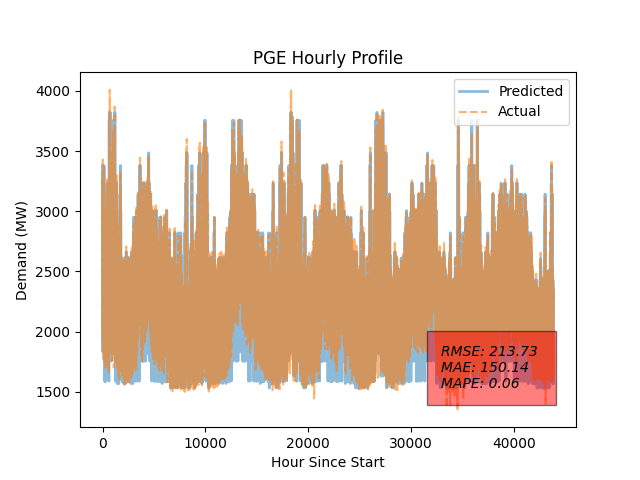 PGE Hourly Profile
Predicted
Actual
4000
3500
3000
2500
2000
1500
Demand (MW)
RMSE: 213.73
MAE: 150.14
MAPE: 0.06
0
10000
20000
30000
40000
Hour Since Start